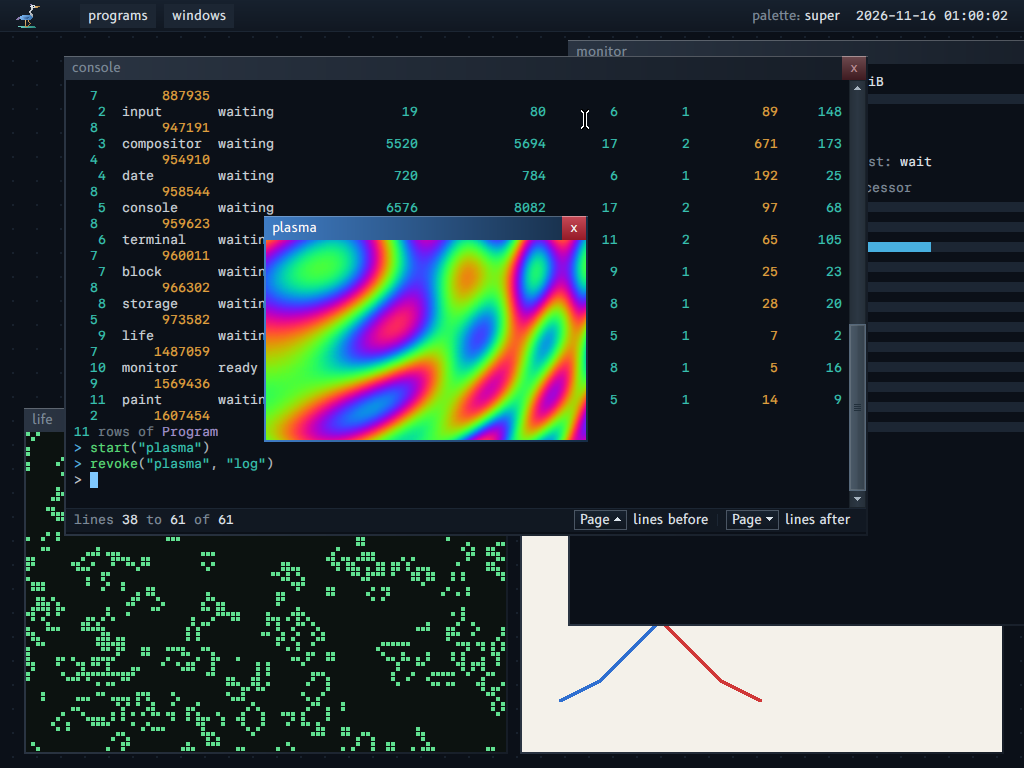 programs windows palette: super 2026-11-16 01:00:02
monitor
console x
iB
7 887935
2 input waiting 19 80 6 1 89 148
8 947191
3 compositor waiting 5520 5694 17 2 671 173
4 954910
st: wait
4 date waiting 720 784 6 1 192 25
8 958544
cessor
5 console waiting 6576 8082 17 2 97 68
8 959623
plasma x
6 terminal waitin 11 2 65 105
7 960011
7 block waitin 9 1 25 23
8 966302
8 storage waitin 8 1 28 20
5 973582
9 life waitin 5 1 7 2
7 1487059
10 monitor ready 8 1 5 16
9 1569436
11 paint waitin 5 1 14 9
2 1607454
life
11 rows of Program
> start("plasma")
> revoke("plasma", "log")
>
lines 38 to 61 of 61 Page lines before Page lines after